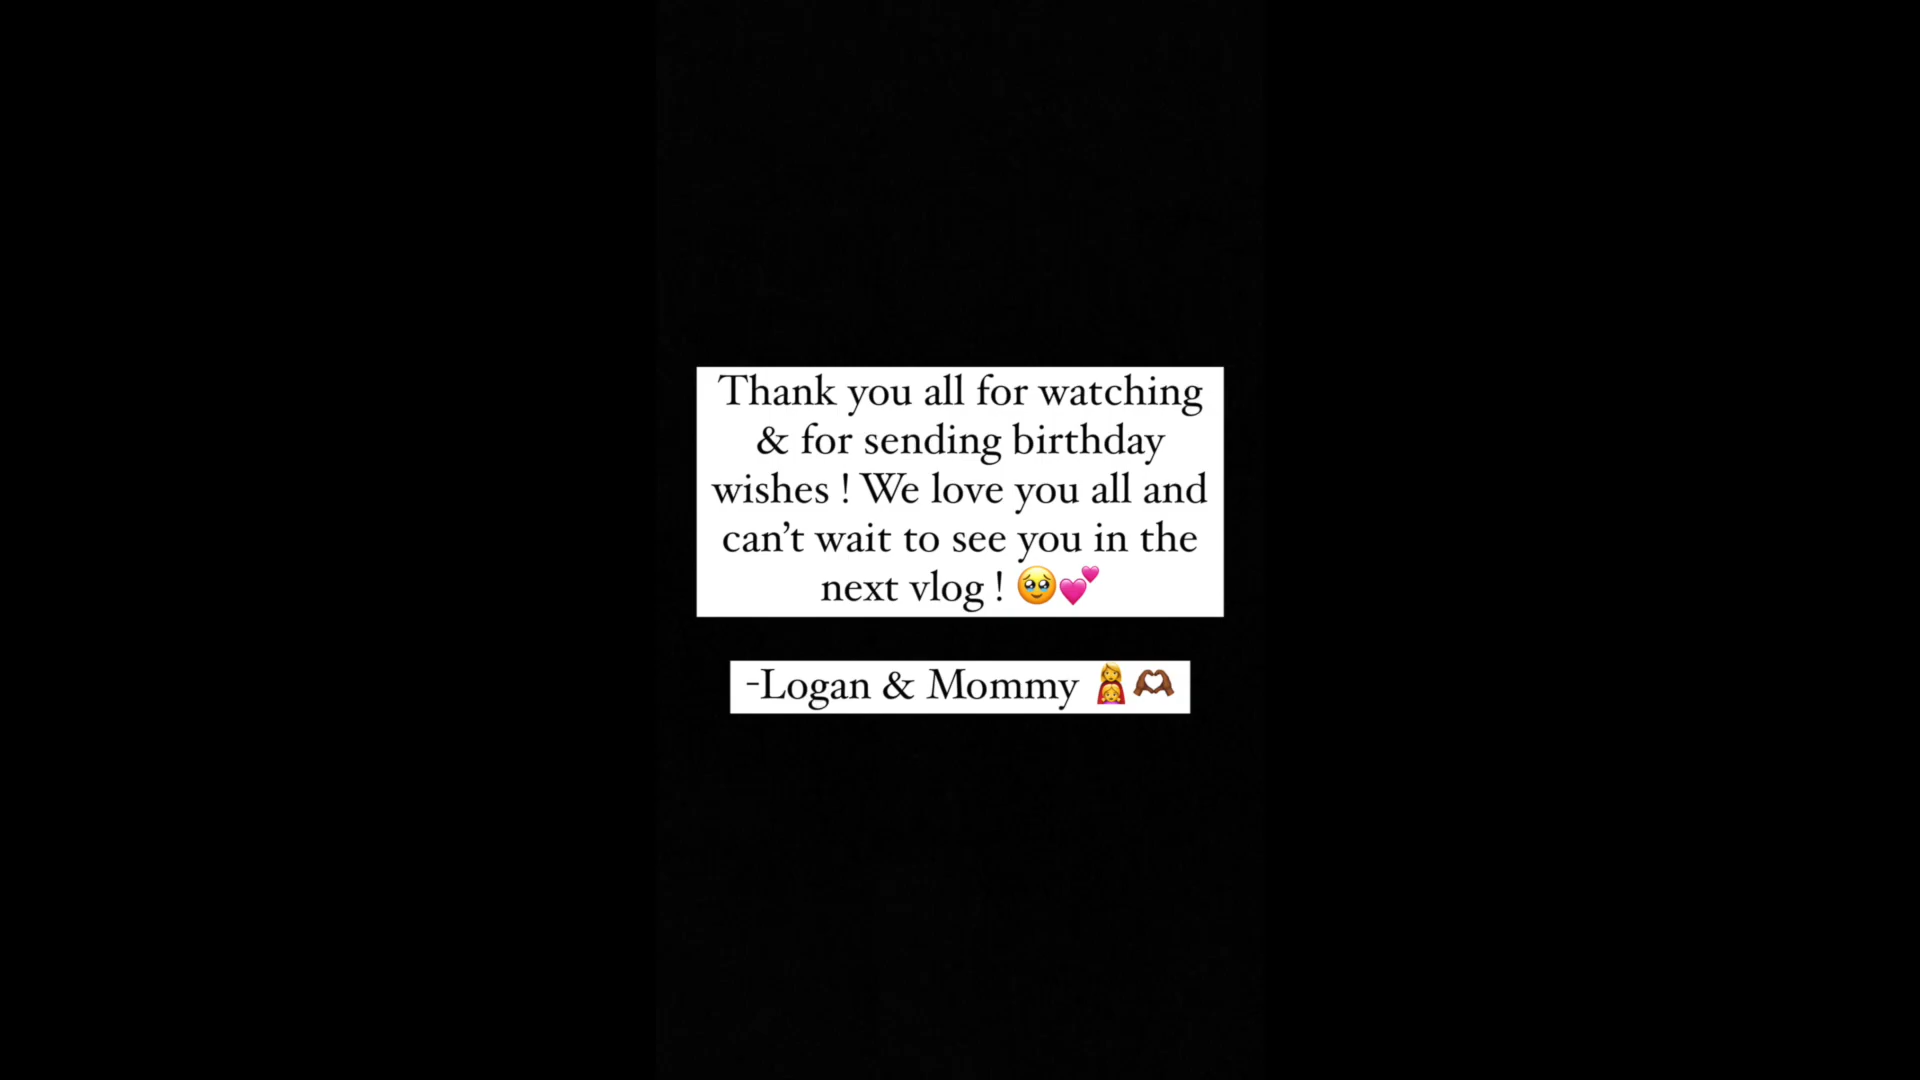 Thank you all for watching
& for sending birthday
wishes ! We love you all and
can’t wait to see you in the
next vlog ! 🥹💕
-Logan & Mommy 👩‍👧🫶🏾